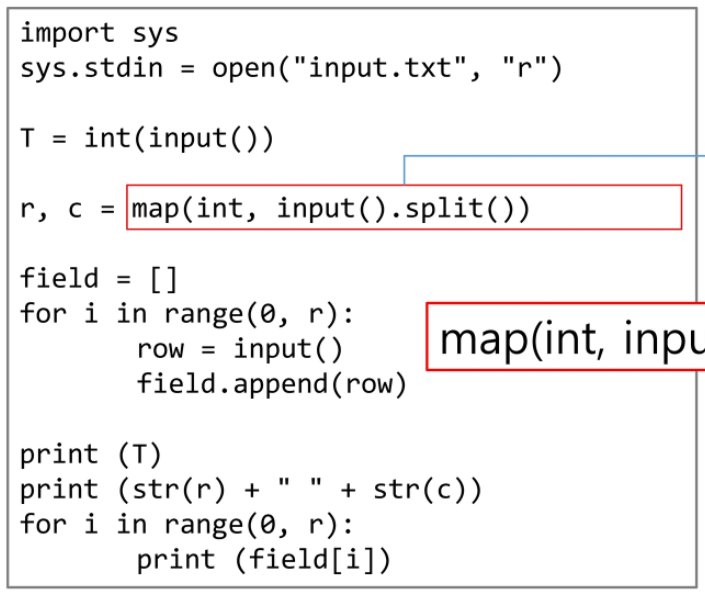 import sys
sys.stdin = open("input.txt", "r")
T = int(input())
r, c = map(int, input().split())
field = []
for i in range(0, r):
row = input()
field.append(row)
map(int, inpu
print (T)
print (str(r) + " " + str(c))
for i in range(0, r):
print (field[i])